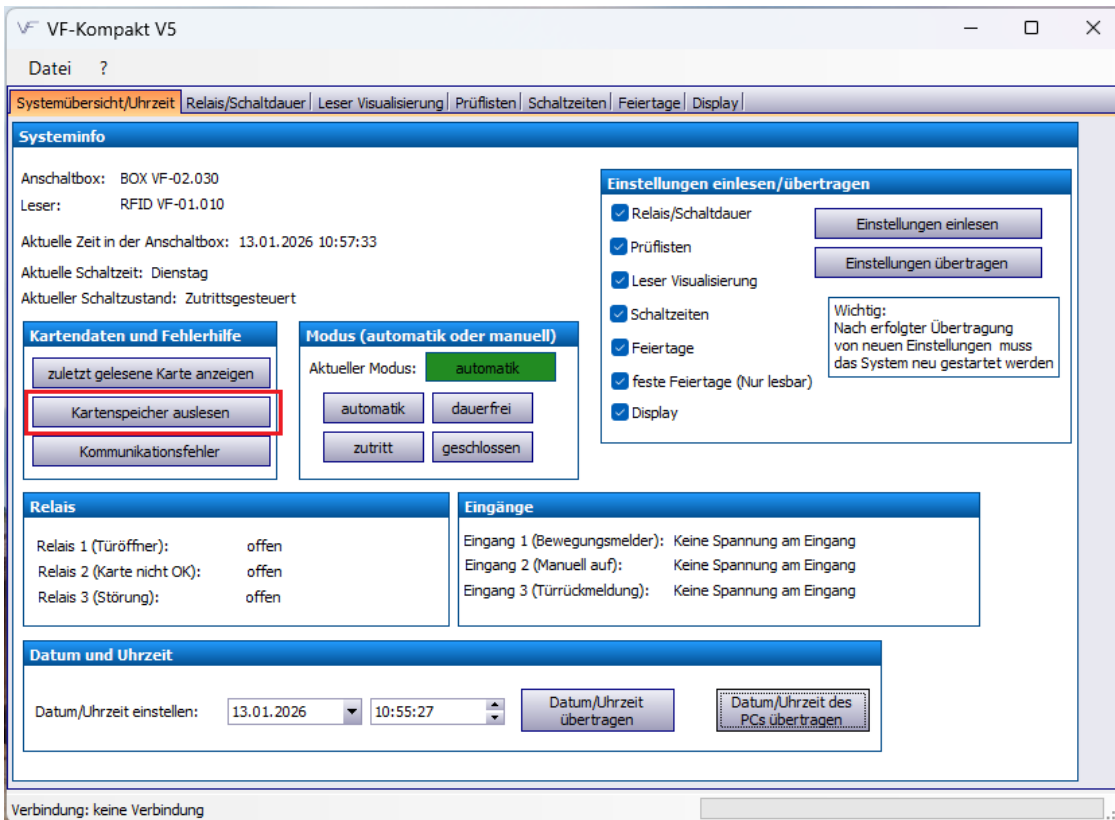 VF-Kompakt V5
Datei ?
Systemübersicht/Uhrzeit Relais/Schaltdauer Leser Visualisierung Prüflisten Schaltzeiten Feiertage Display
Systeminfo
Anschaltbox: BOX VF-02.030
Leser: RFID VF-01.010
Aktuelle Zeit in der Anschaltbox: 13.01.2026 10:57:33
Aktuelle Schaltzeit: Dienstag
Aktueller Schaltzustand: Zutrittsgesteuert
Einstellungen einlesen/übertragen
Relais/Schaltdauer
Prüflisten
Leser Visualisierung
Schaltzeiten
Feiertage
feste Feiertage (Nur lesbar)
Display
Einstellungen einlesen
Einstellungen übertragen
Wichtig:
Nach erfolgter Übertragung
von neuen Einstellungen muss
das System neu gestartet werden
Kartendaten und Fehlerhilfe
zuletzt gelesene Karte anzeigen
Kartenspeicher auslesen
Kommunikationsfehler
Modus (automatik oder manuell)
Aktueller Modus: automatik
automatik dauerfrei
zutritt geschlossen
Relais
Relais 1 (Türöffner): offen
Relais 2 (Karte nicht OK): offen
Relais 3 (Störung): offen
Eingänge
Eingang 1 (Bewegungsmelder): Keine Spannung am Eingang
Eingang 2 (Manuell auf): Keine Spannung am Eingang
Eingang 3 (Türrückmeldung): Keine Spannung am Eingang
Datum und Uhrzeit
Datum/Uhrzeit einstellen: 13.01.2026 10:55:27
Datum/Uhrzeit
übertragen
Datum/Uhrzeit des
PCs übertragen
Verbindung: keine Verbindung